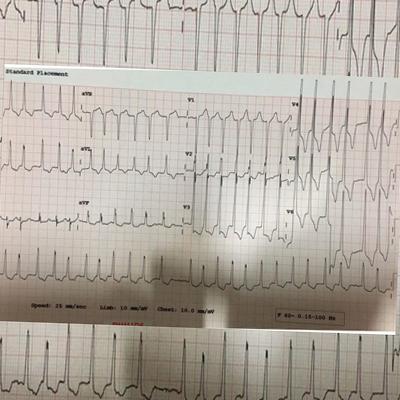 Standard Placement
aVR
V1
V4
aVL
V2
V5
aVF
V3
V6
Speed: 25 mm/sec Limb: 10 mm/mV Chest: 10.0 mm/mV
F 60~ 0.15-100 Hz
PHILIPS